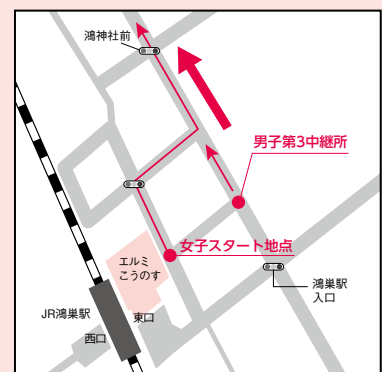 鴻神社前
男子第3中継所
女子スタート地点
エルミ
こうのす
鴻巣駅
入口
JR鴻巣駅
東口
西口